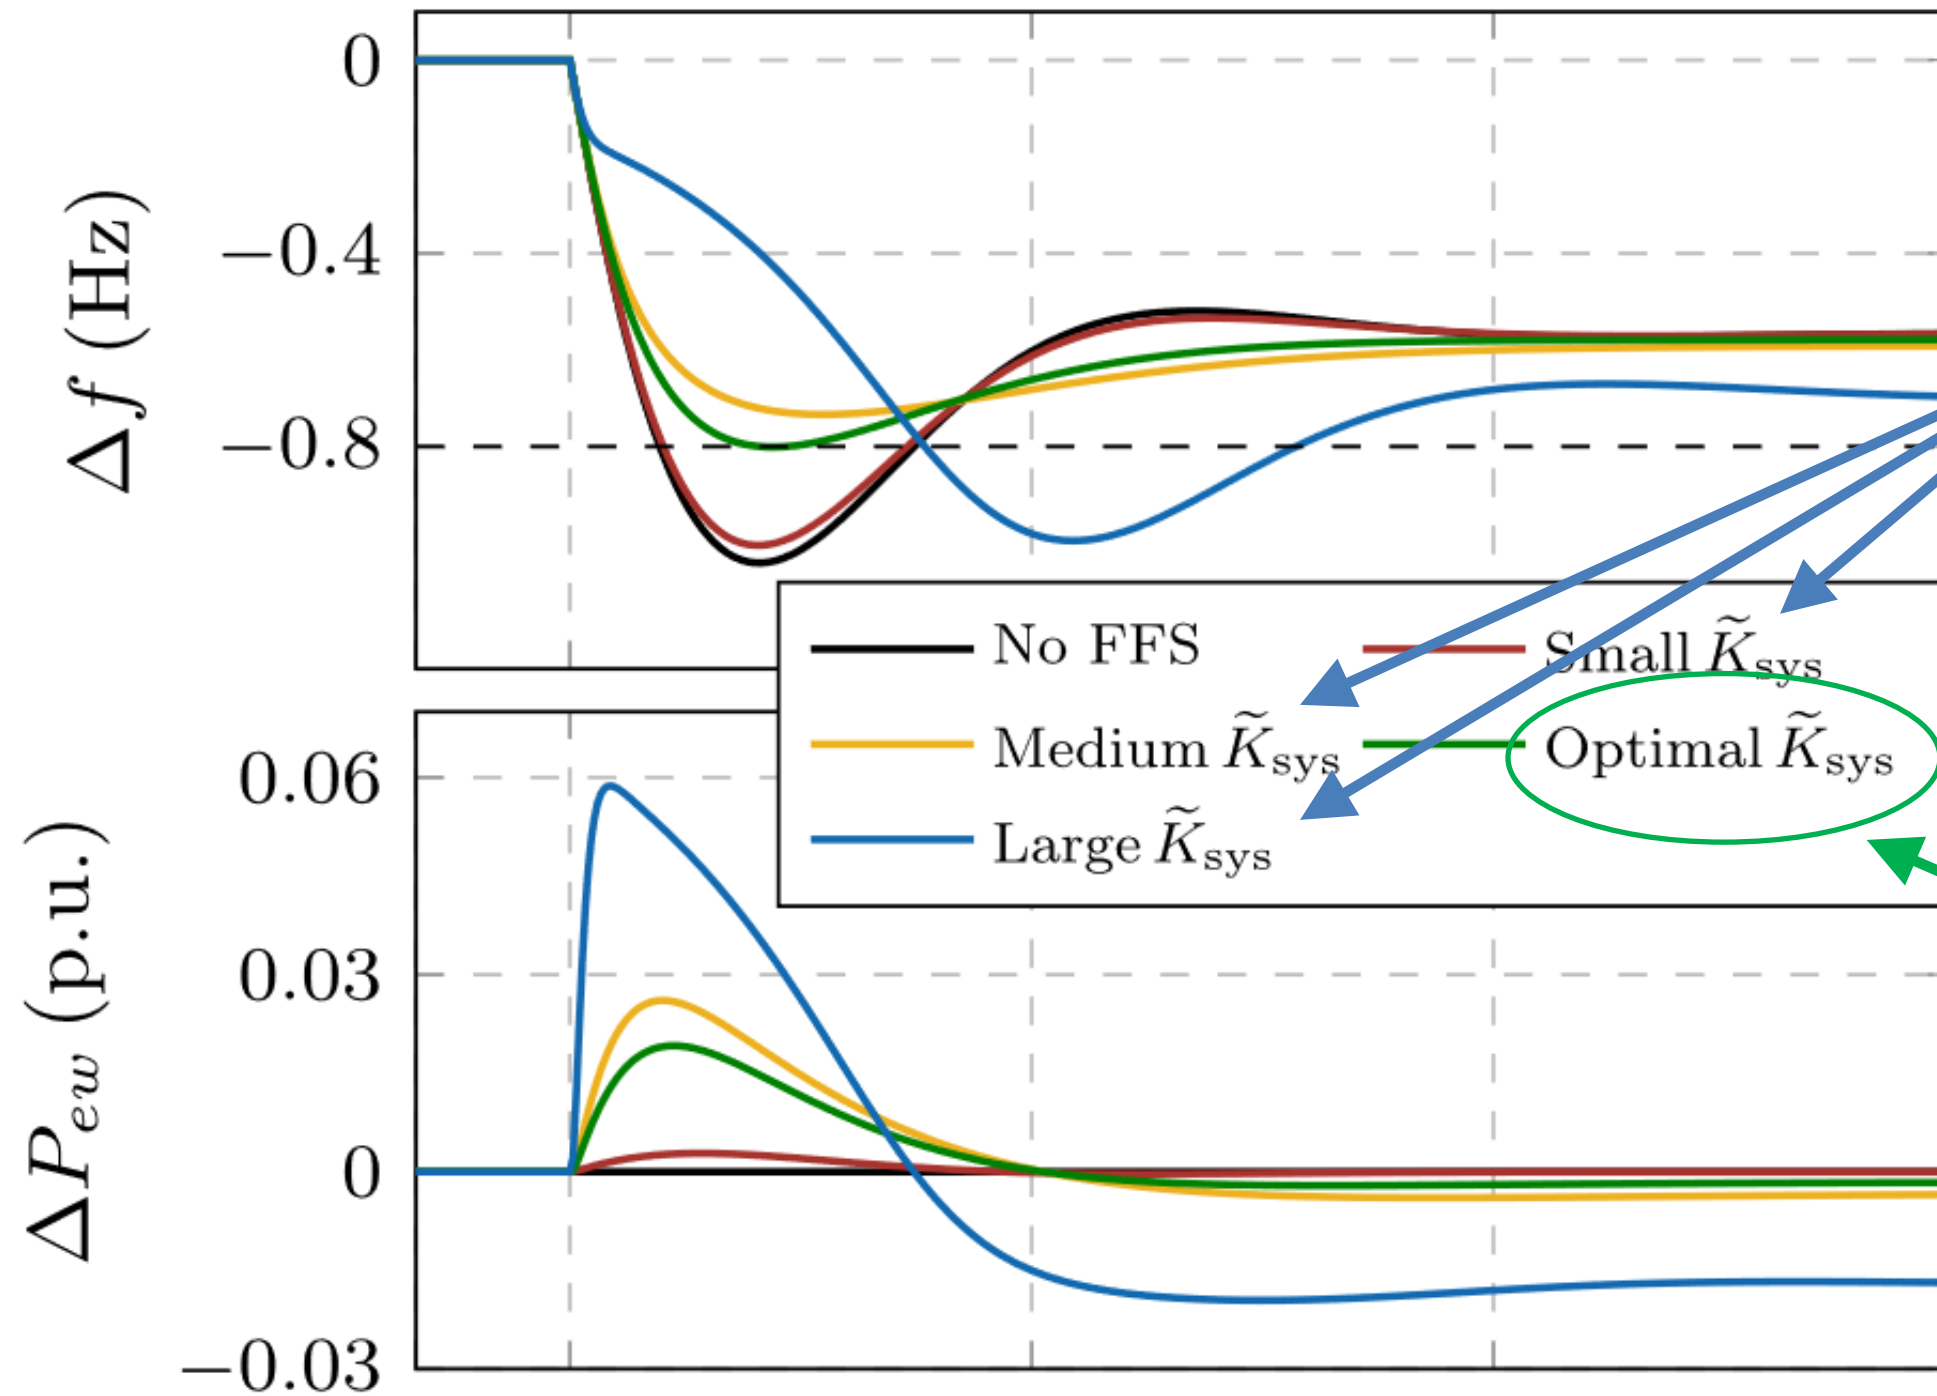 0
−0.4
−0.8
Δf (Hz)
No FFS
Small K̃sys
Medium K̃sys
Optimal K̃sys
Large K̃sys
0.06
0.03
0
−0.03
ΔPew (p.u.)